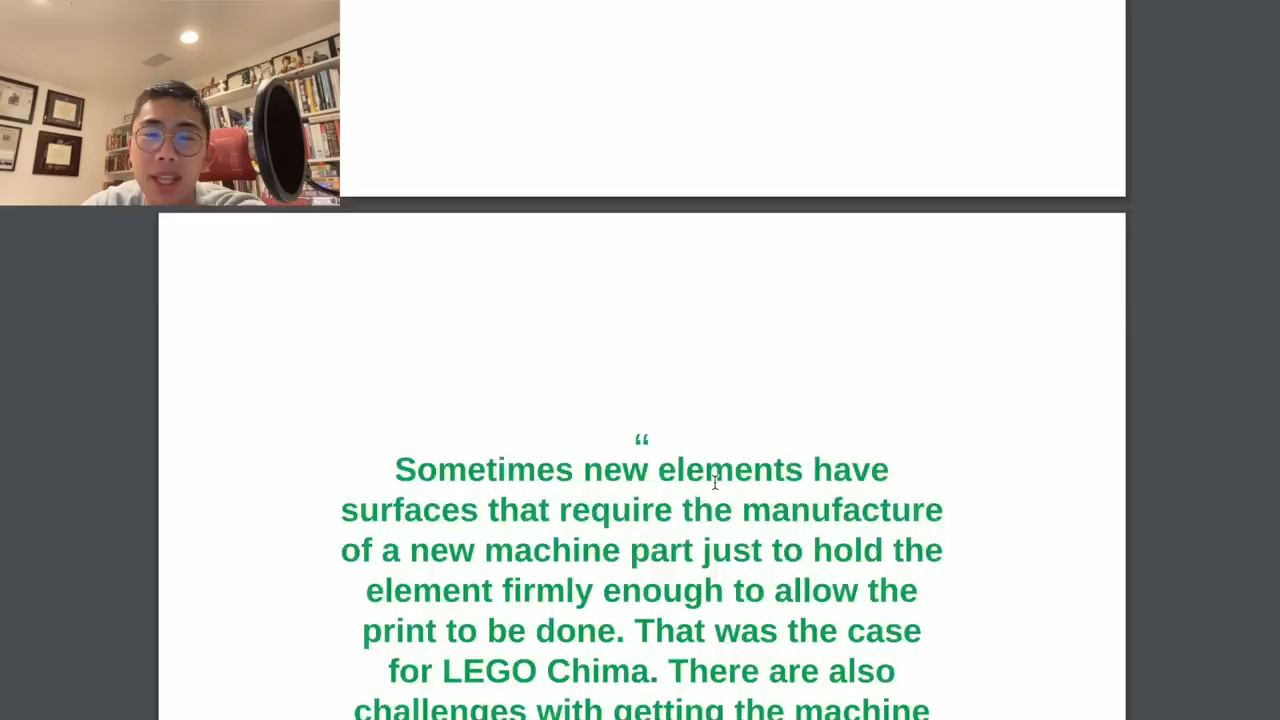 “
Sometimes new elements have
surfaces that require the manufacture
of a new machine part just to hold the
element firmly enough to allow the
print to be done. That was the case
for LEGO Chima. There are also
challenges with getting the machine